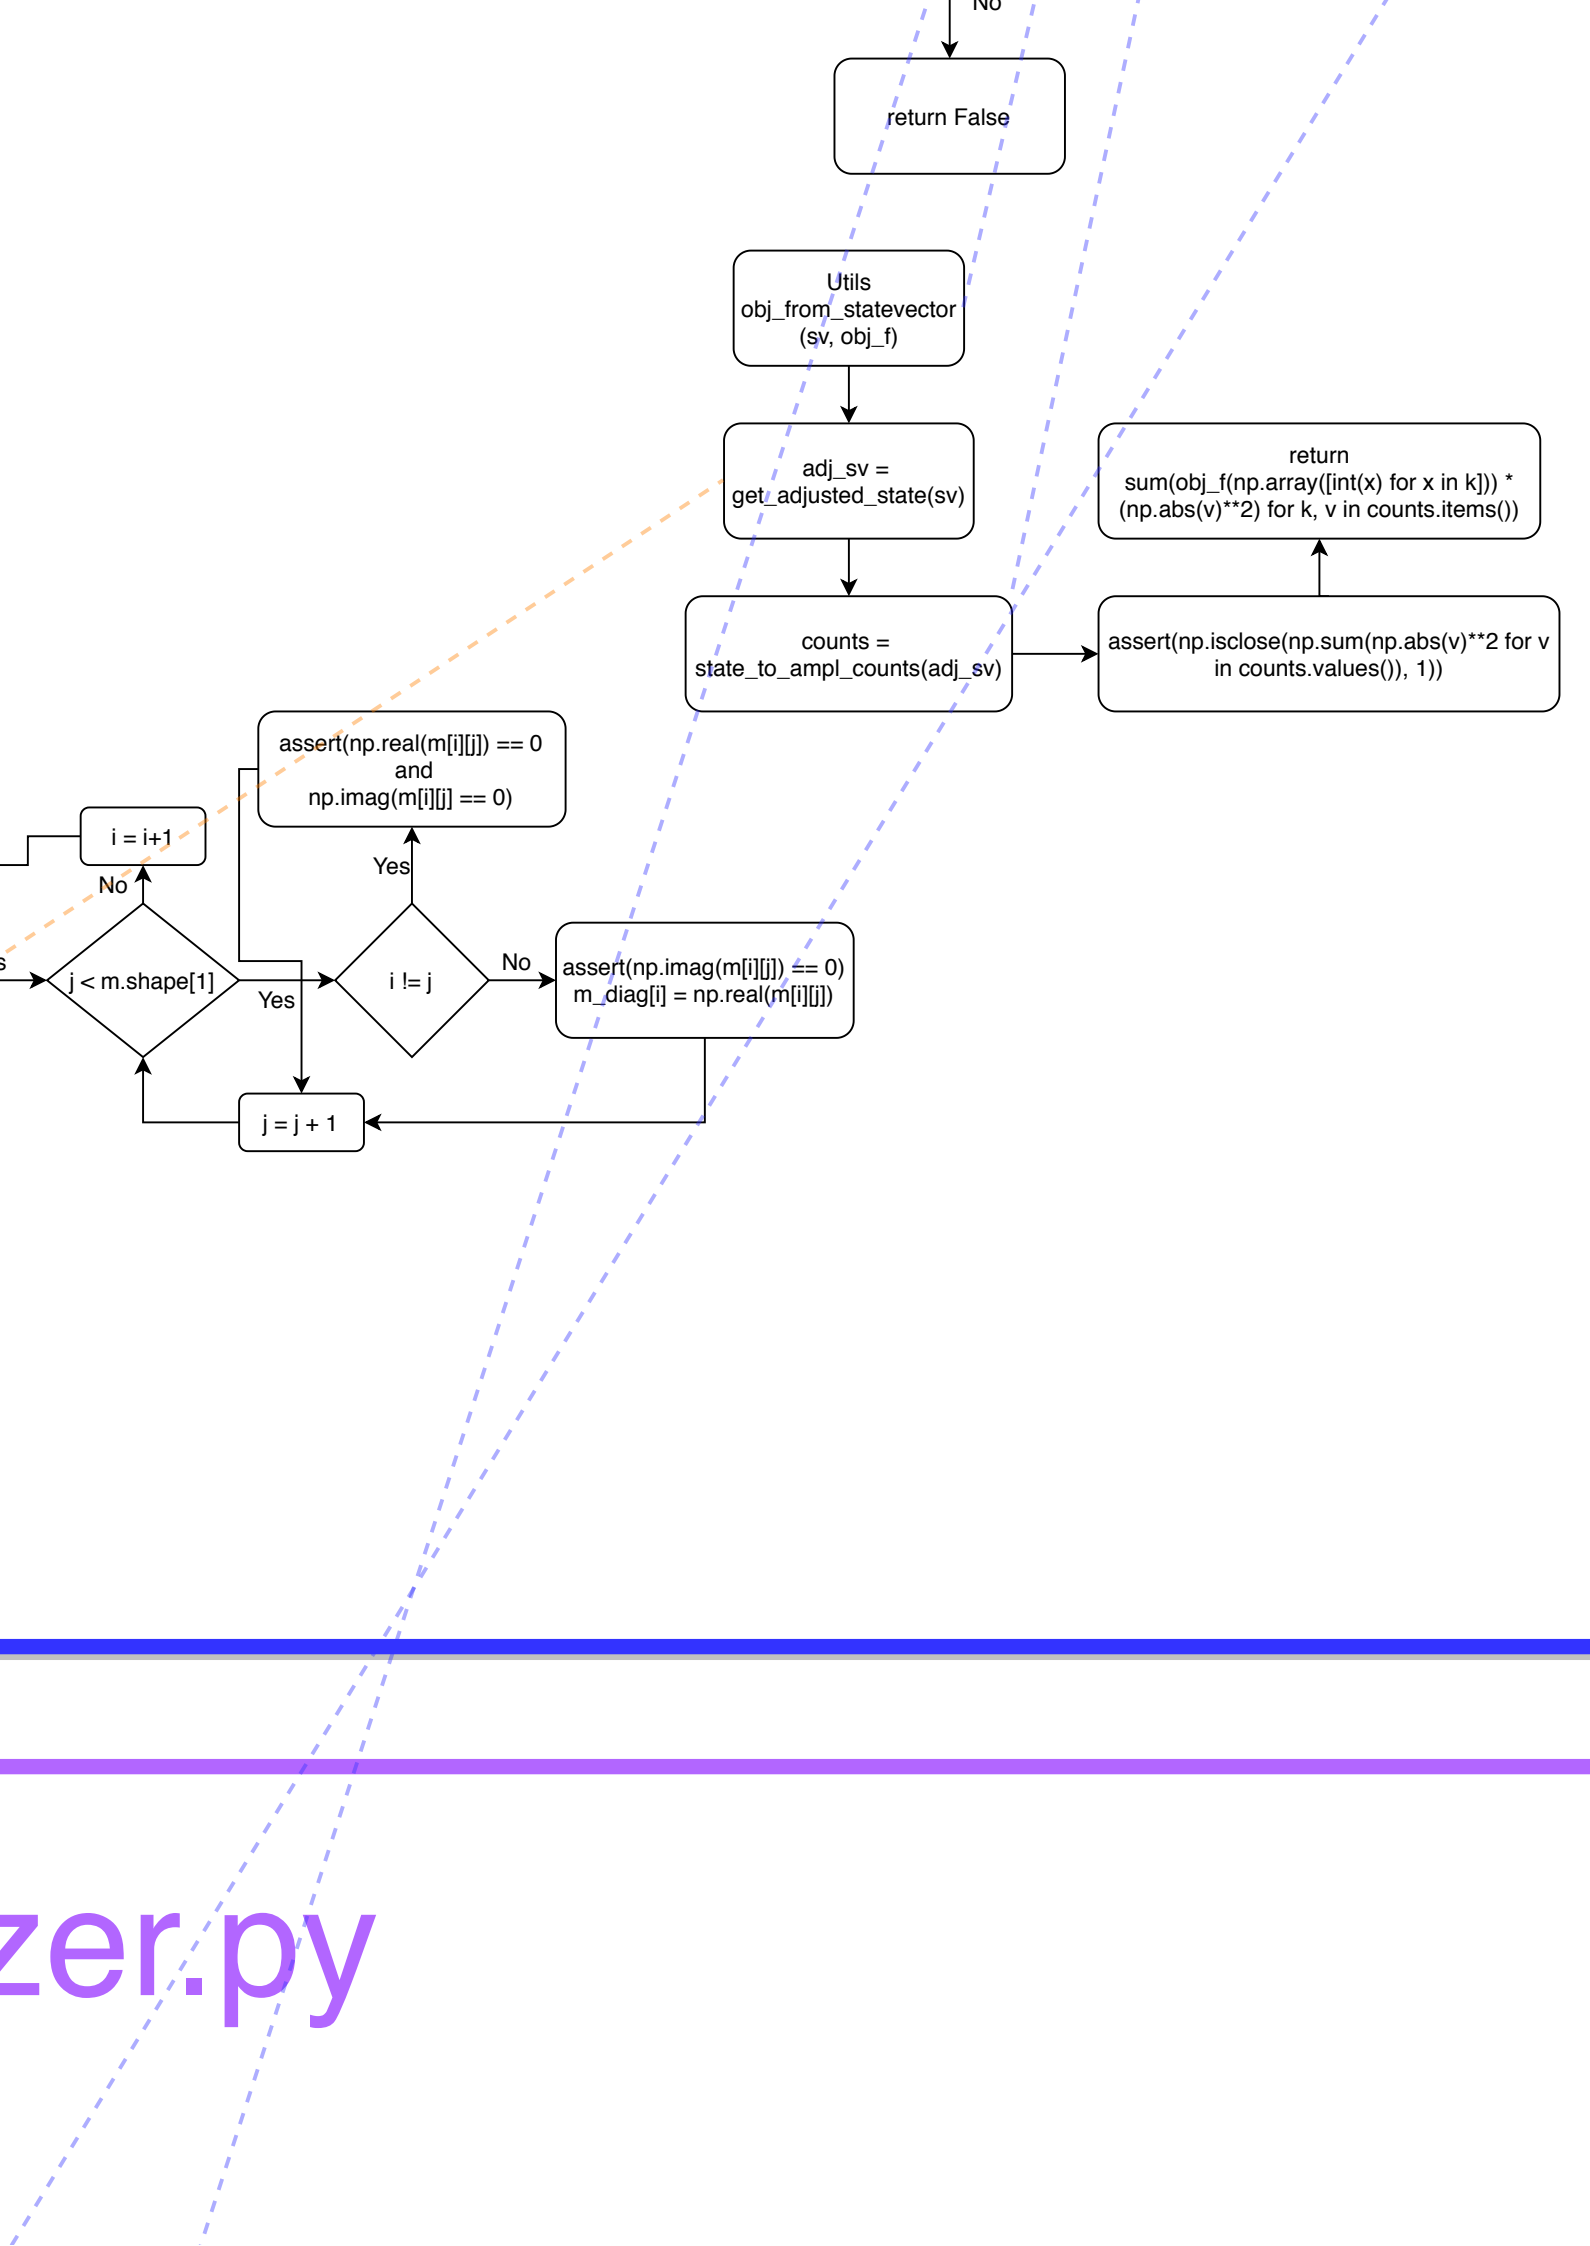 No
return False
Utils
obj_from_statevector
(sv, obj_f)
adj_sv =
get_adjusted_state(sv)
return
sum(obj_f(np.array([int(x) for x in k])) *
(np.abs(v)**2) for k, v in counts.items())
counts =
state_to_ampl_counts(adj_sv)
assert(np.isclose(np.sum(np.abs(v)**2 for v
in counts.values()), 1))
assert(np.real(m[i][j]) == 0
and
np.imag(m[i][j] == 0)
i = i+1
Yes
No
j < m.shape[1]
Yes
i != j
No
assert(np.imag(m[i][j]) == 0)
m_diag[i] = np.real(m[i][j])
j = j + 1
zer.py